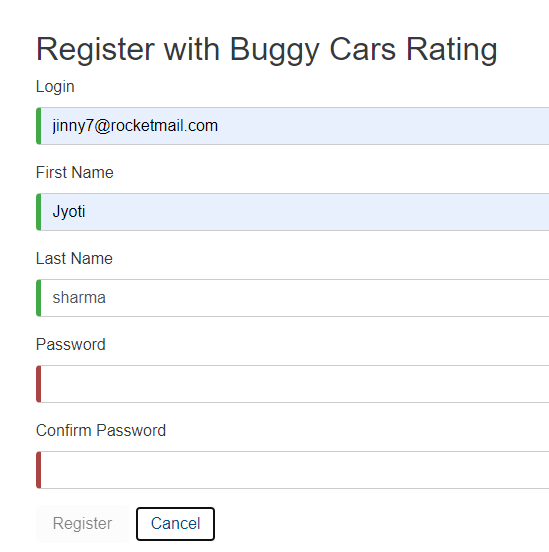 Register with Buggy Cars Rating
Login
jinny7@rocketmail.com
First Name
Jyoti
Last Name
sharma
Password
Confirm Password
Register Cancel